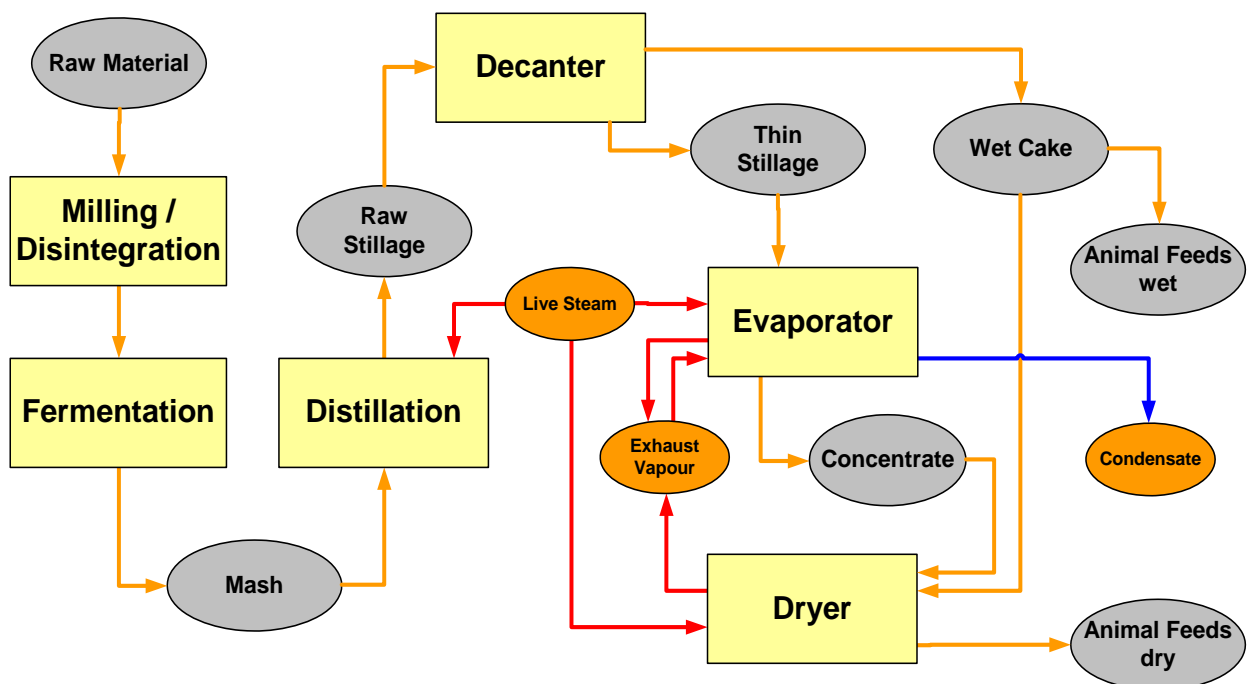 Raw Material
Decanter
Thin
Stillage
Wet Cake
Milling /
Disintegration
Raw
Stillage
Animal Feeds
wet
Live Steam
Evaporator
Fermentation
Distillation
Exhaust
Vapour
Concentrate
Condensate
Mash
Dryer
Animal Feeds
dry